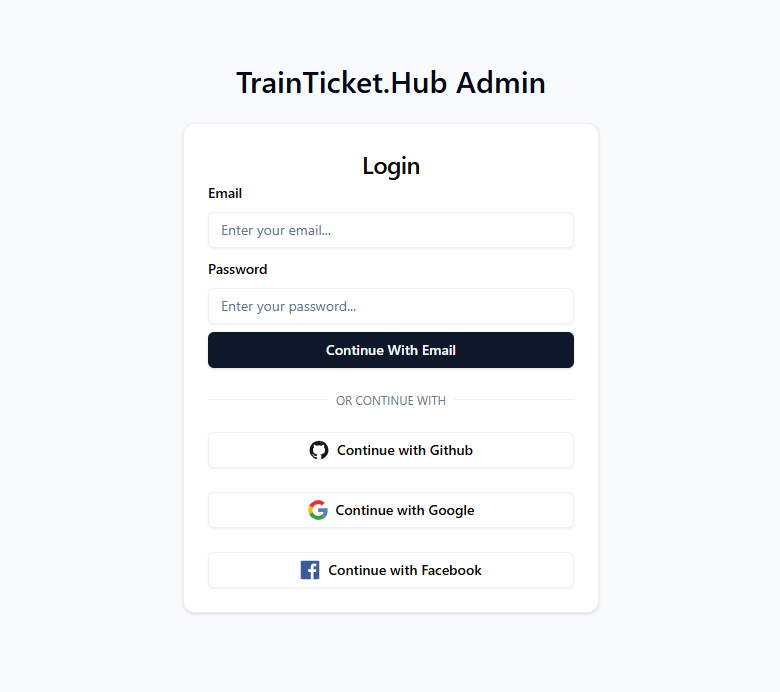 TrainTicket.Hub Admin
Login
Email
Enter your email...
Password
Enter your password...
Continue With Email
OR CONTINUE WITH
Continue with Github
Continue with Google
Continue with Facebook